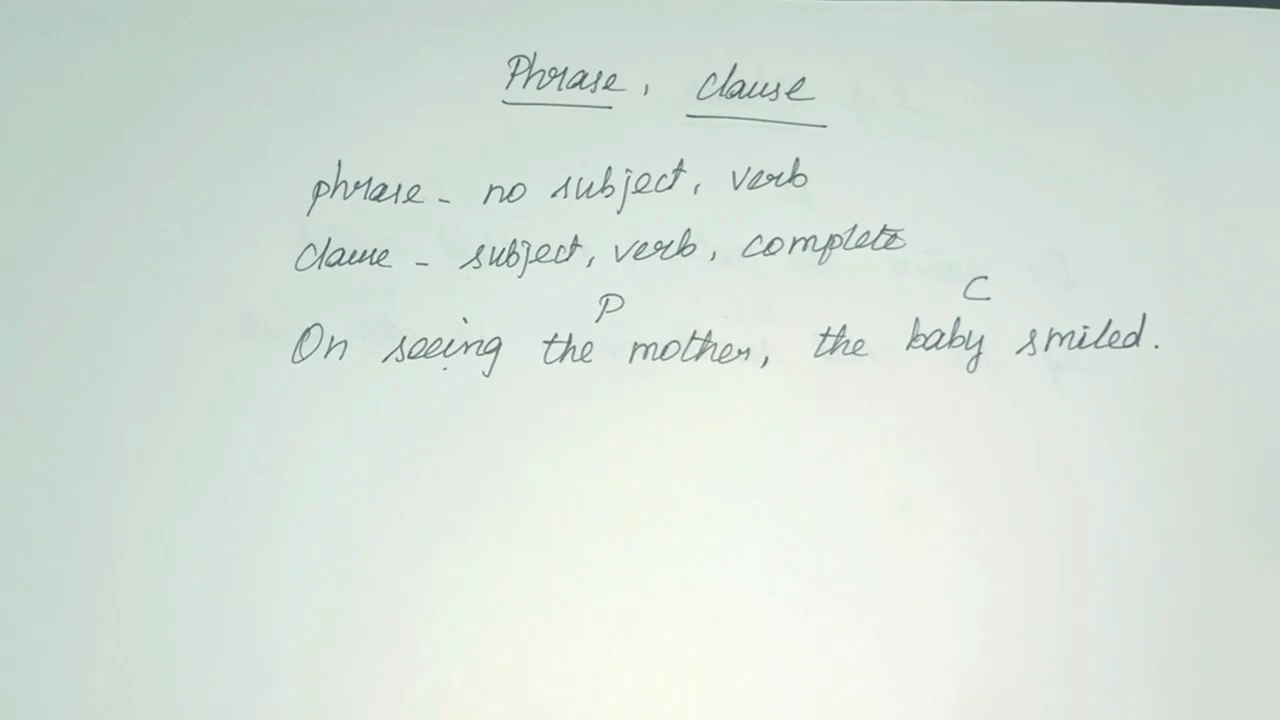 Phrase, Clause
phrase - no subject, verb
clause - subject, verb, complete
P C
On seeing the mother, the baby smiled.